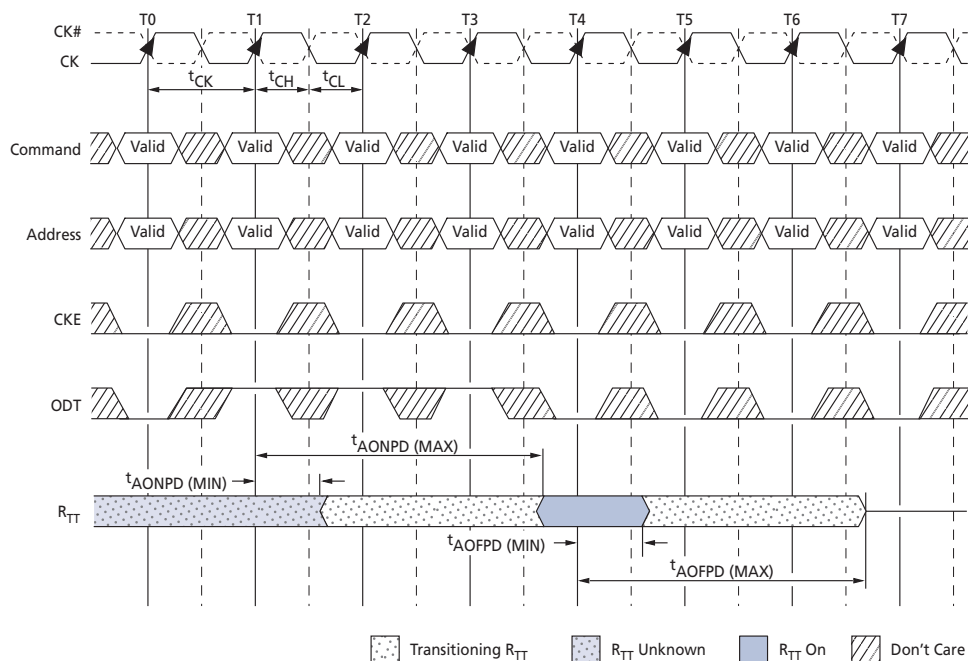 T0 T1 T2 T3 T4 T5 T6 T7
CK#
CK
tCK tCH tCL
Command Valid Valid Valid Valid Valid Valid Valid Valid
Address Valid Valid Valid Valid Valid Valid Valid Valid
CKE
ODT
tAONPD (MAX)
tAONPD (MIN)
RTT
tAOFPD (MIN)
tAOFPD (MAX)
Transitioning RTT RTT Unknown RTT On Don't Care